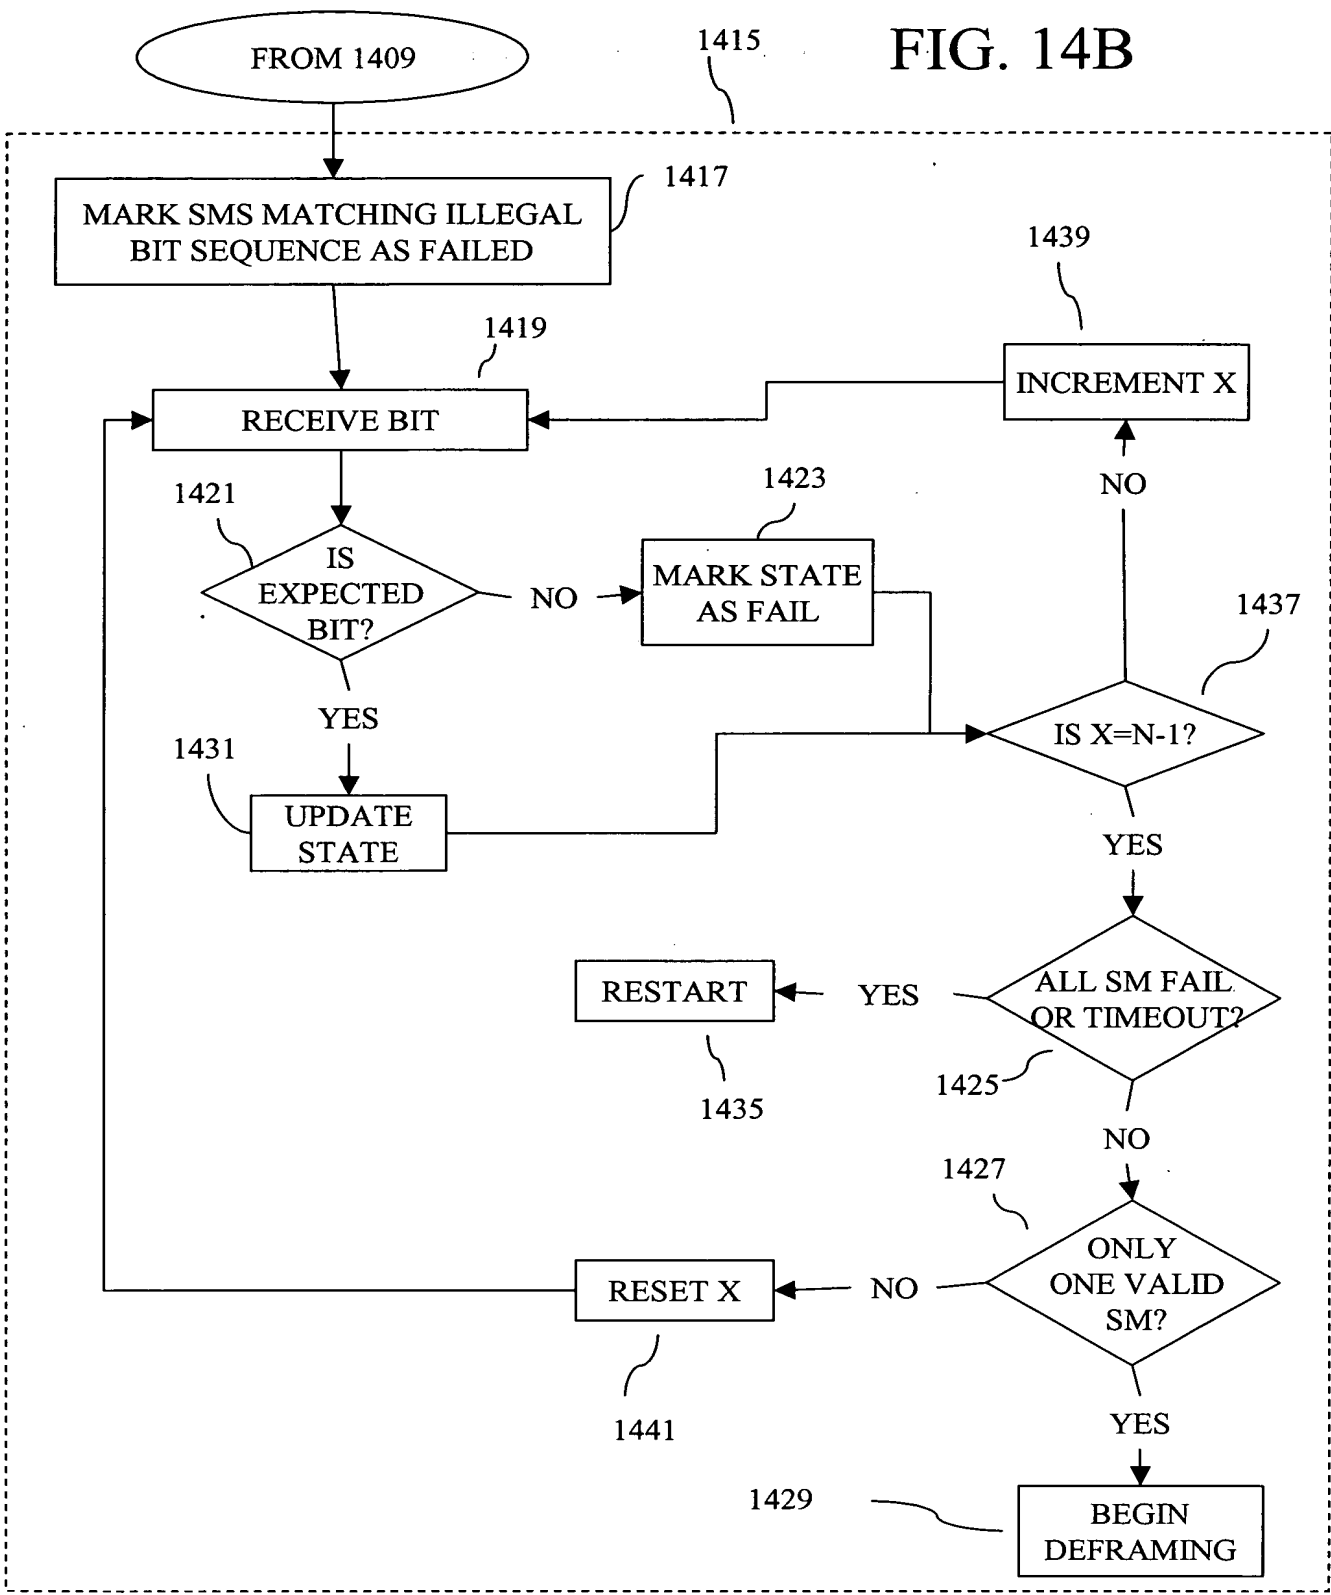 FROM 1409
1415
FIG. 14B
MARK SMS MATCHING ILLEGAL
BIT SEQUENCE AS FAILED
1417
1439
1419
INCREMENT X
RECEIVE BIT
NO
1421
1423
IS
EXPECTED
BIT?
NO
MARK STATE
AS FAIL
1437
YES
IS X=N-1?
1431
UPDATE
STATE
YES
RESTART
YES
ALL SM FAIL
OR TIMEOUT?
1425
1435
NO
1427
ONLY
ONE VALID
SM?
RESET X
NO
1441
YES
1429
BEGIN
DEFRAMING